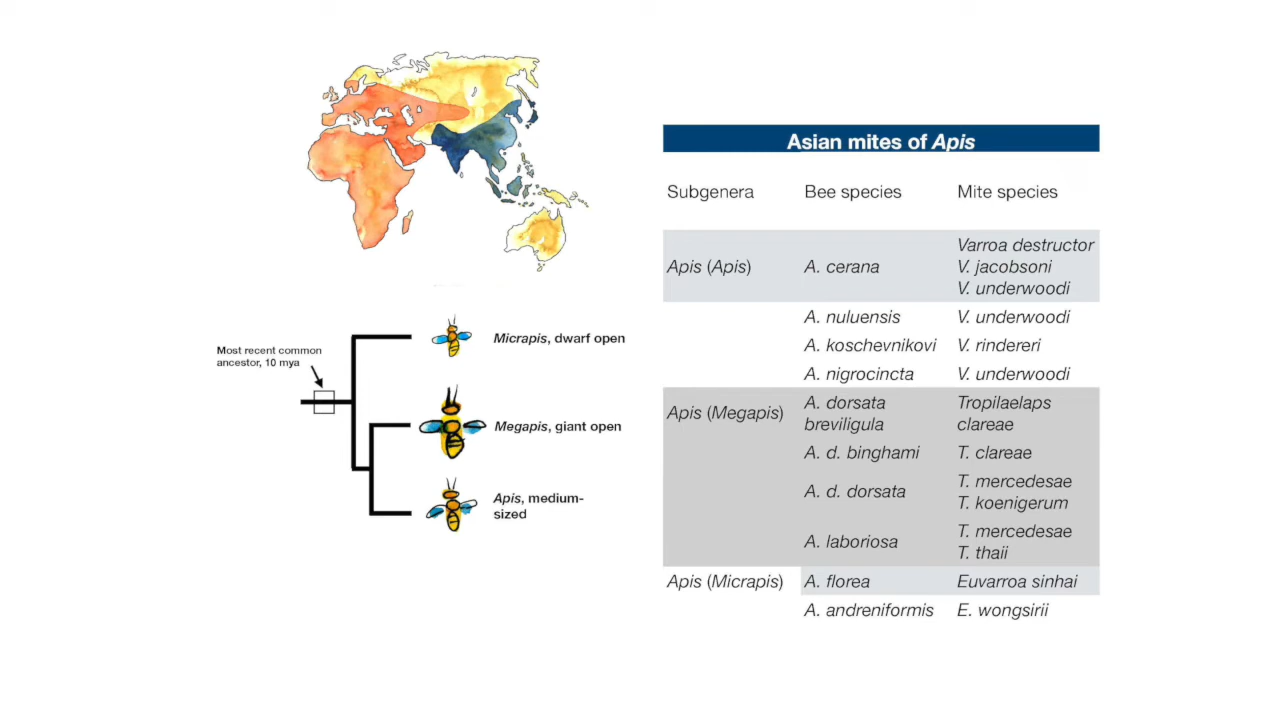 Asian mites of Apis
Subgenera Bee species Mite species
Apis (Apis) A. cerana Varroa destructor
V. jacobsoni
V. underwoodi
A. nuluensis V. underwoodi
A. koschevnikovi V. rindereri
A. nigrocincta V. underwoodi
Apis (Megapis) A. dorsata
breviligula Tropilaelaps
clareae
A. d. binghami T. clareae
A. d. dorsata T. mercedesae
T. koenigerum
A. laboriosa T. mercedesae
T. thaii
Apis (Micrapis) A. florea Euvarroa sinhai
A. andreniformis E. wongsirii
Most recent common
ancestor, 10 mya
Micrapis, dwarf open
Megapis, giant open
Apis, medium-
sized